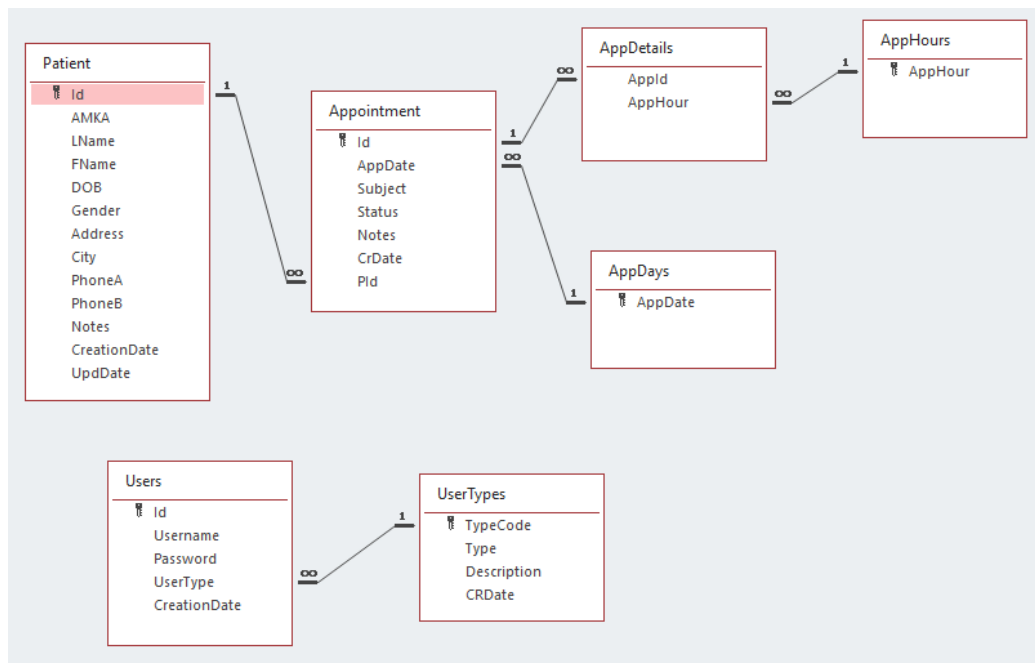 Patient
Id
AMKA
LName
FName
DOB
Gender
Address
City
PhoneA
PhoneB
Notes
CreationDate
UpdDate
1
∞
Appointment
Id
AppDate
Subject
Status
Notes
CrDate
PId
1
∞
∞
1
AppDetails
AppId
AppHour
∞
1
AppHours
AppHour
AppDays
AppDate
Users
Id
Username
Password
UserType
CreationDate
∞
1
UserTypes
TypeCode
Type
Description
CRDate